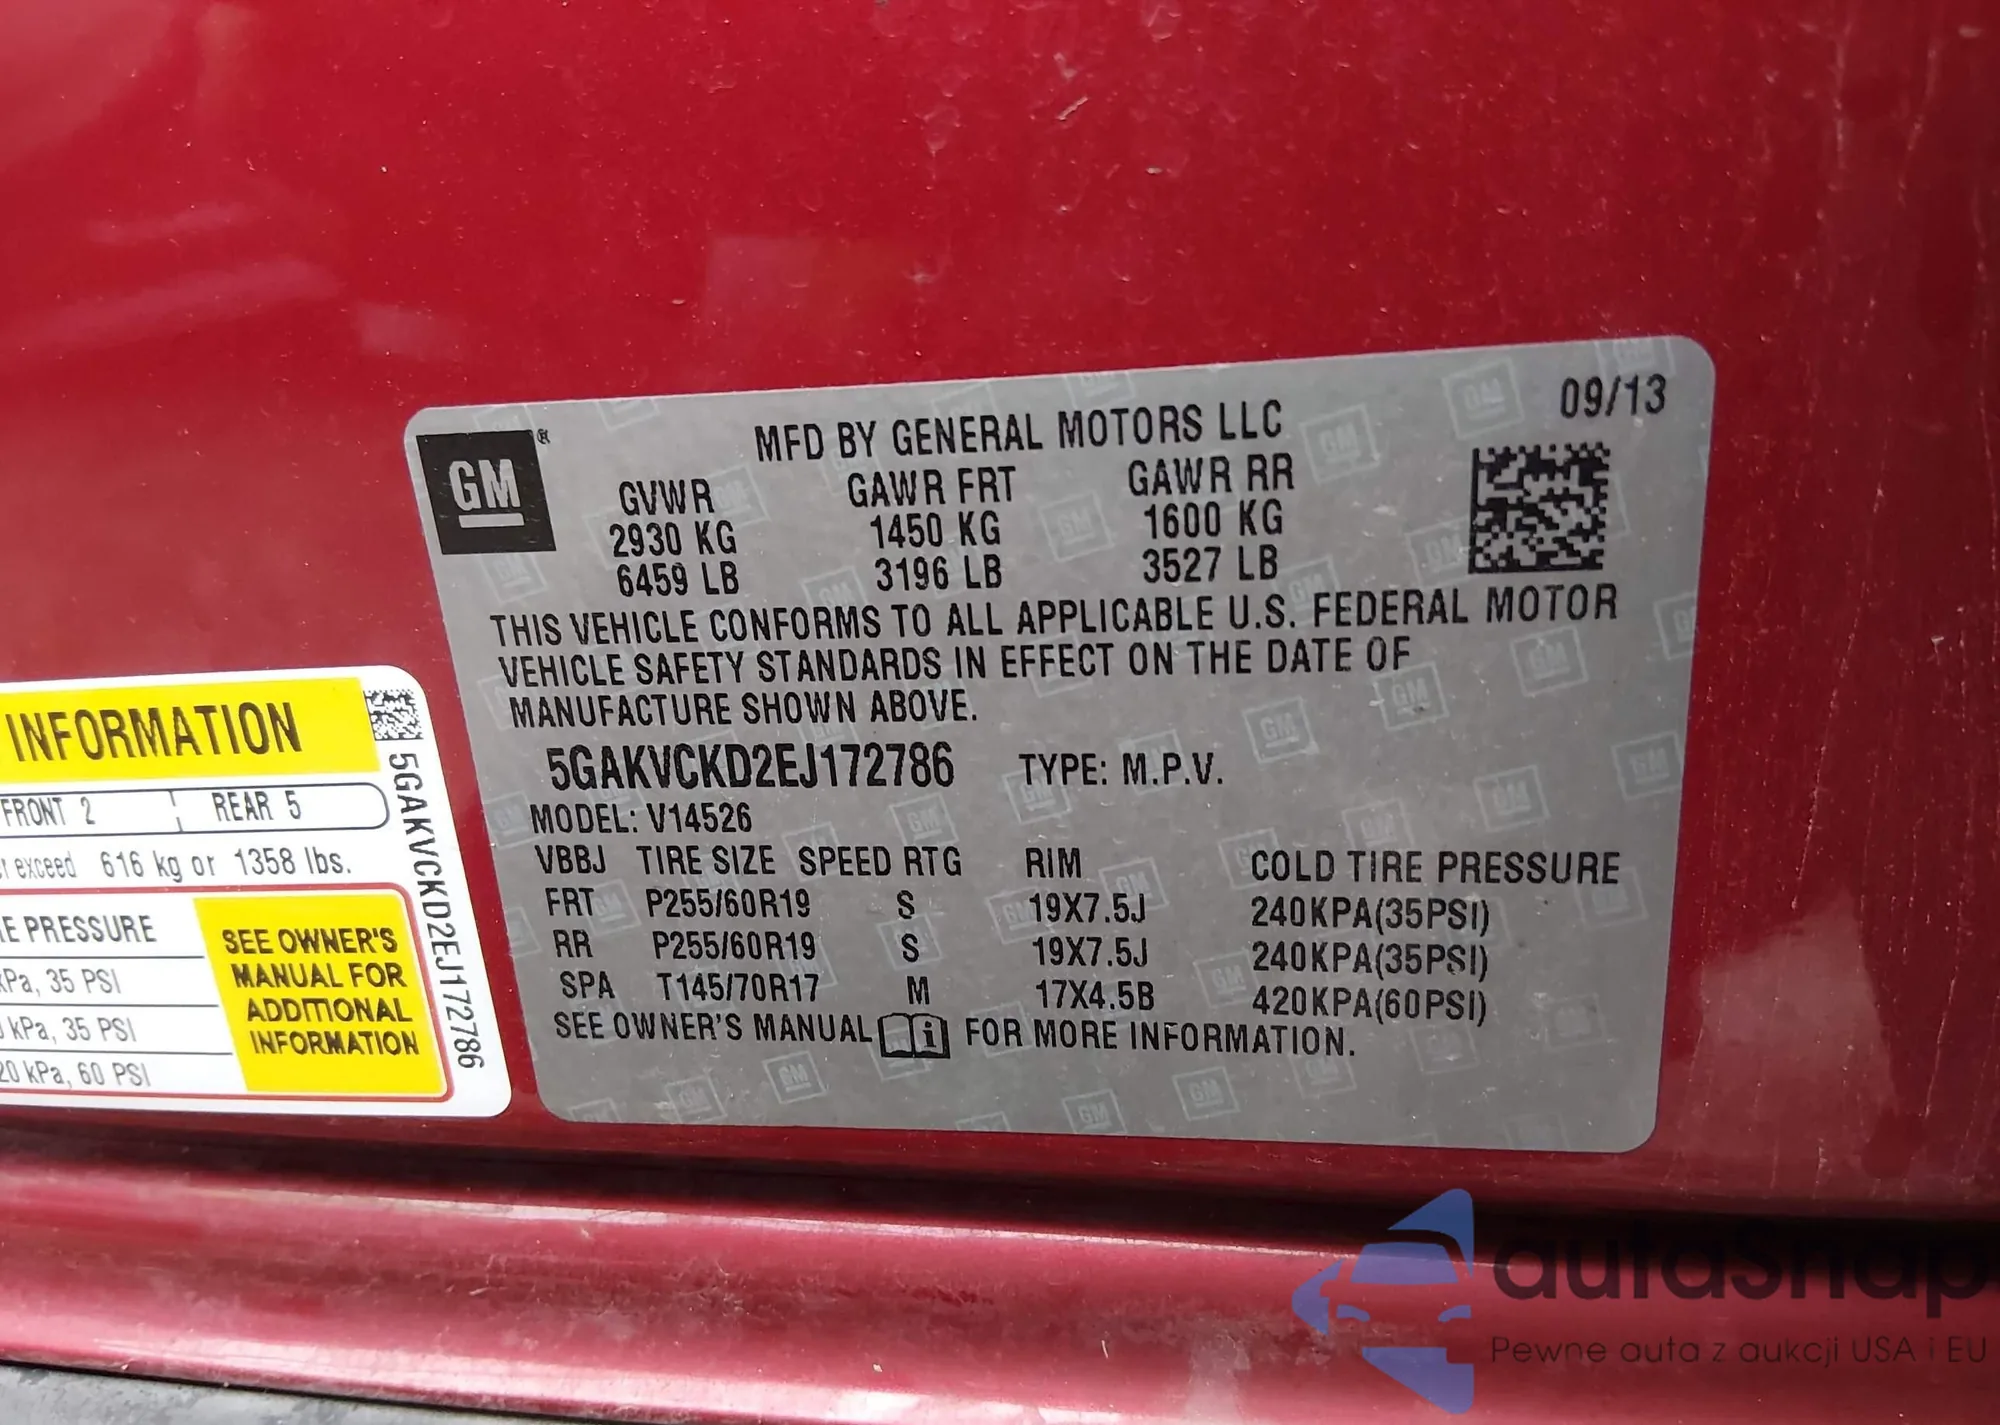 09/13
GM ®
MFD BY GENERAL MOTORS LLC
GVWR GAWR FRT GAWR RR
2930 KG 1450 KG 1600 KG
6459 LB 3196 LB 3527 LB
THIS VEHICLE CONFORMS TO ALL APPLICABLE U.S. FEDERAL MOTOR
VEHICLE SAFETY STANDARDS IN EFFECT ON THE DATE OF
MANUFACTURE SHOWN ABOVE.
5GAKVCKD2EJ172786 TYPE: M.P.V.
MODEL: V14526
VBBJ TIRE SIZE SPEED RTG RIM COLD TIRE PRESSURE
FRT P255/60R19 S 19X7.5J 240KPA(35PSI)
RR P255/60R19 S 19X7.5J 240KPA(35PSI)
SPA T145/70R17 M 17X4.5B 420KPA(60PSI)
SEE OWNER'S MANUAL FOR MORE INFORMATION.
INFORMATION
FRONT 2 REAR 5
exceed 616 kg or 1358 lbs.
E PRESSURE
kPa, 35 PSI
0 kPa, 35 PSI
20 kPa, 60 PSI
SEE OWNER'S
MANUAL FOR
ADDITIONAL
INFORMATION
5GAKVCKD2EJ172786
autaSnap
Pewne auta z aukcji USA i EU